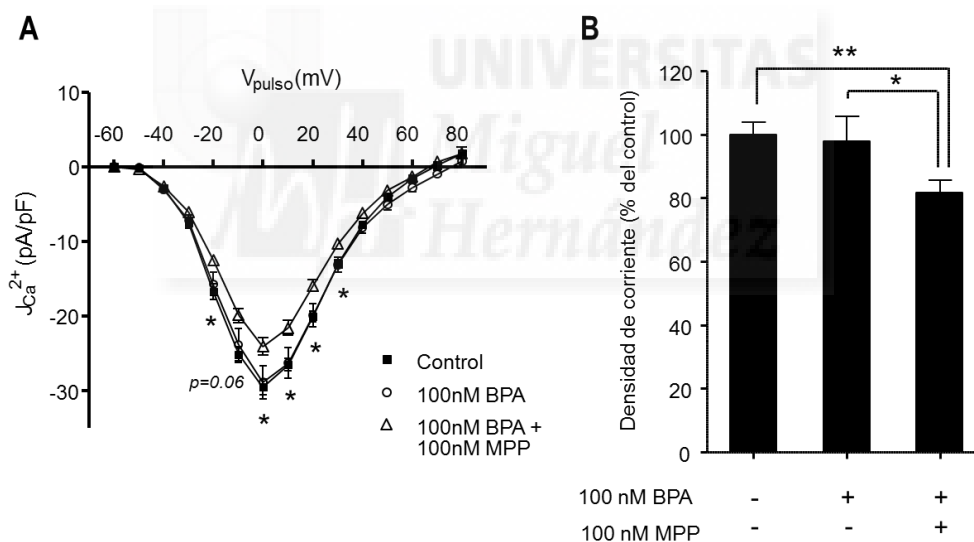 A
V pulso (mV)
10
-60 -40 -20 0 20 40 60 80
0
-10
-20
-30
JCa2+ (pA/pF)
*
p=0.06
*
*
*
*
Control
100nM BPA
100nM BPA +
100nM MPP
B
**
*
120
100
80
60
40
20
0
Densidad de corriente (% del control)
100 nM BPA - + +
100 nM MPP - - +
UNIVERSITAS
Miguel
Hernández